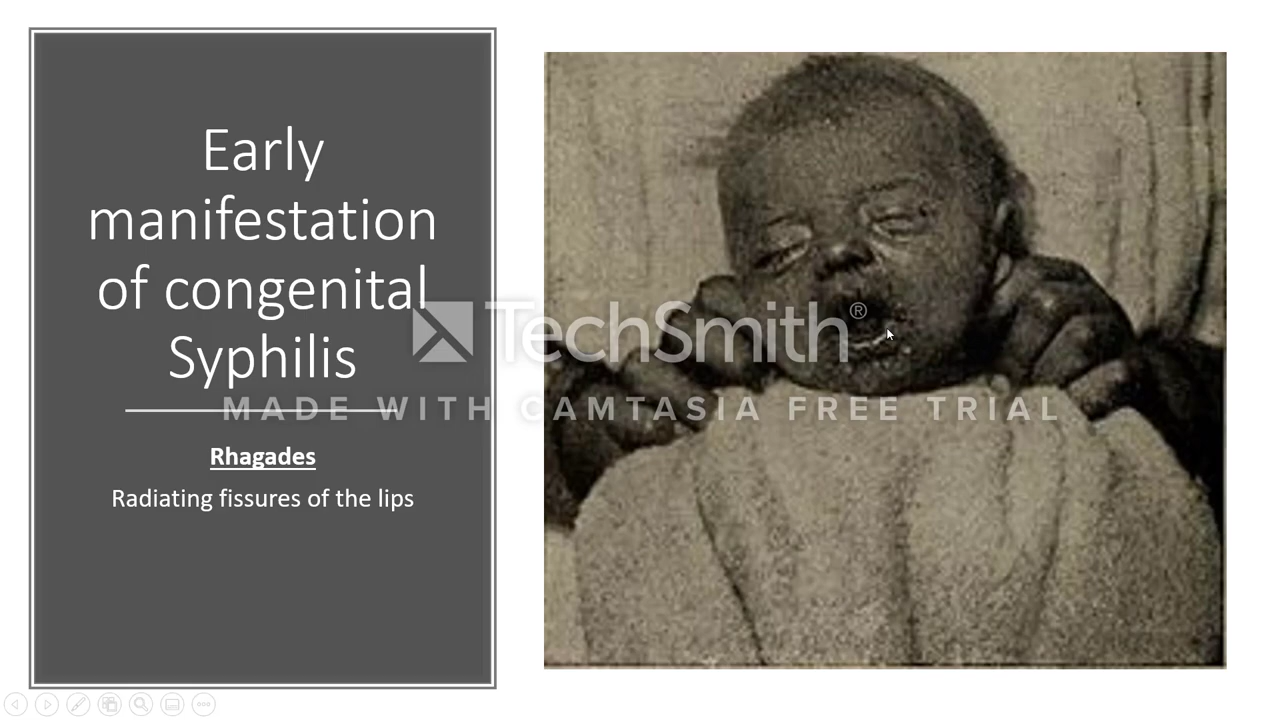 Early
manifestation
of congenital
Syphilis
Rhagades
Radiating fissures of the lips
TechSmith®
MADE WITH CAMTASIA FREE TRIAL